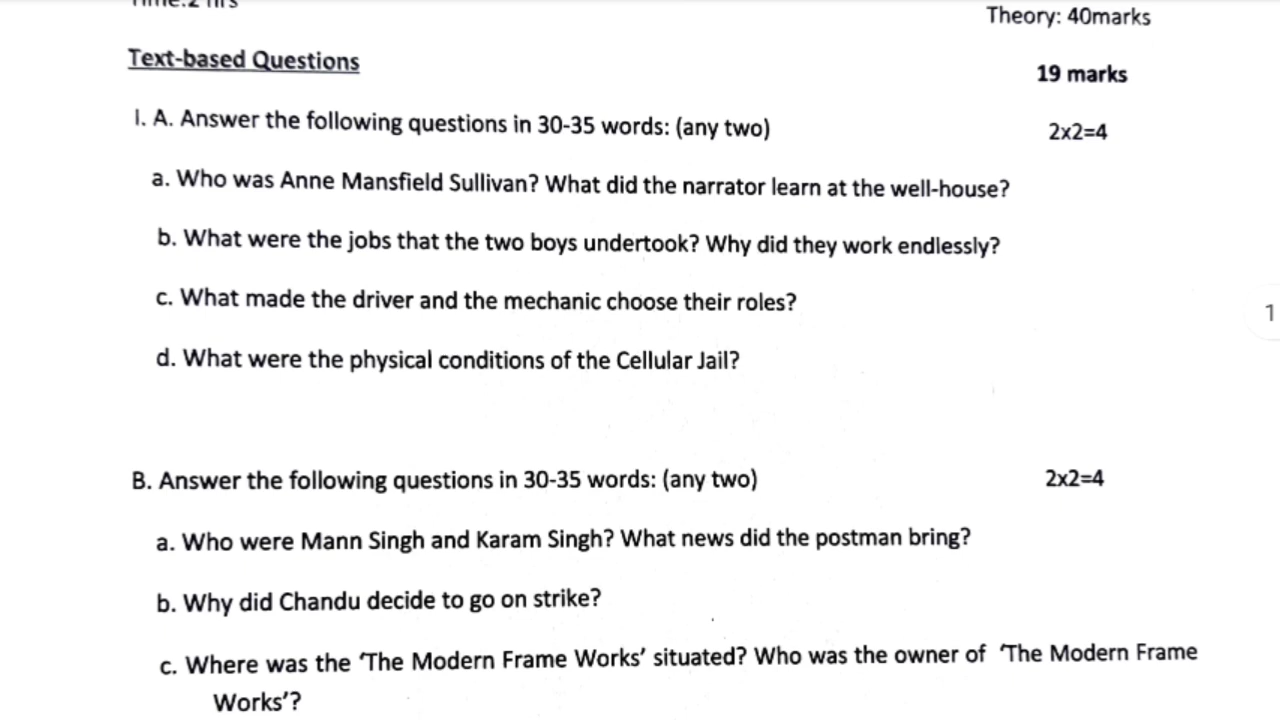 Theory: 40marks
Text-based Questions
19 marks
I. A. Answer the following questions in 30-35 words: (any two) 2x2=4
a. Who was Anne Mansfield Sullivan? What did the narrator learn at the well-house?
b. What were the jobs that the two boys undertook? Why did they work endlessly?
c. What made the driver and the mechanic choose their roles?
1
d. What were the physical conditions of the Cellular Jail?
B. Answer the following questions in 30-35 words: (any two) 2x2=4
a. Who were Mann Singh and Karam Singh? What news did the postman bring?
b. Why did Chandu decide to go on strike?
c. Where was the ‘The Modern Frame Works’ situated? Who was the owner of ‘The Modern Frame
Works’?